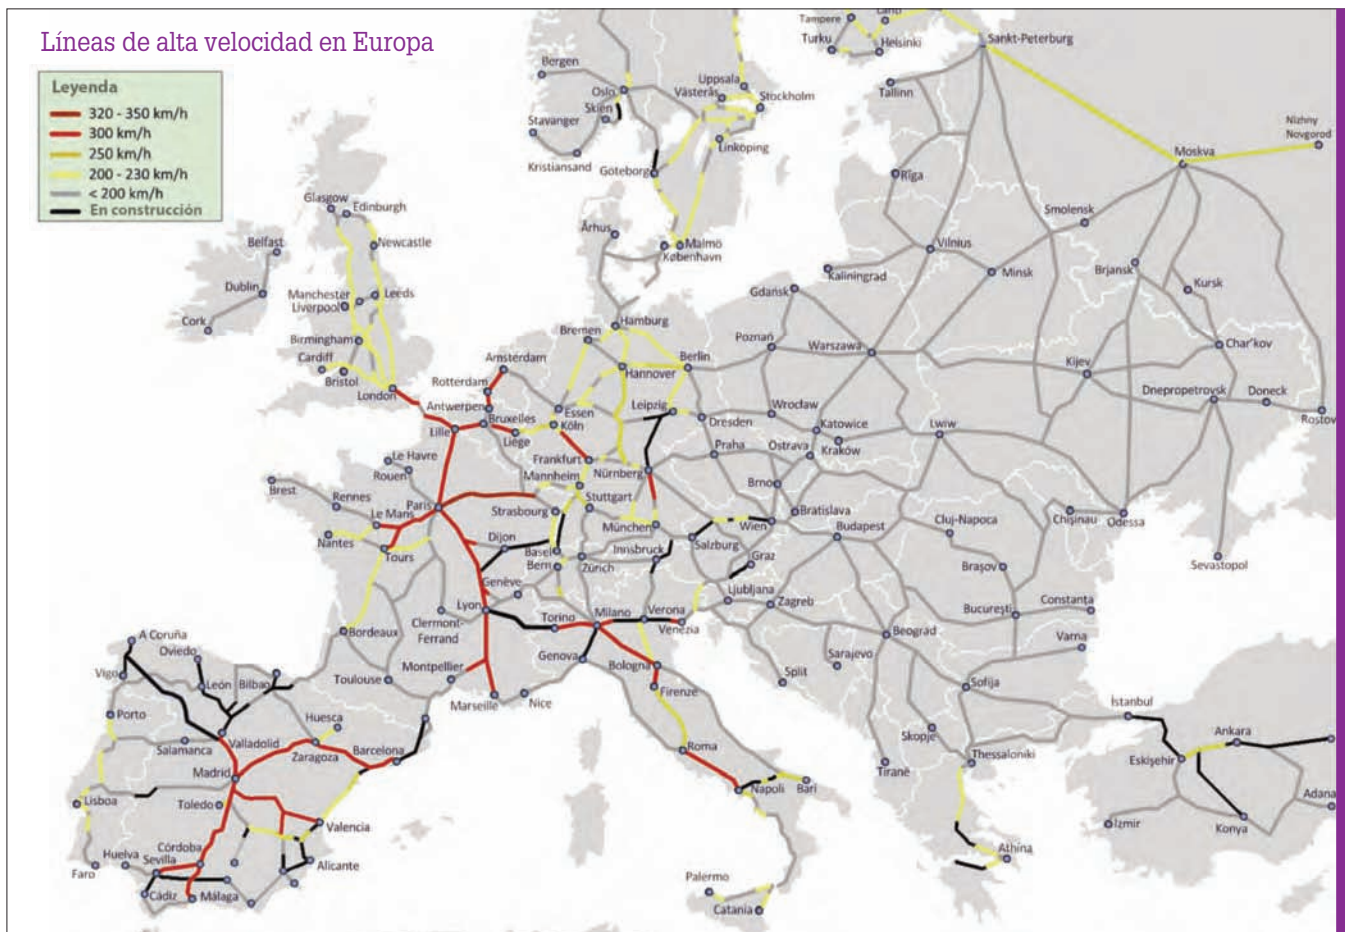 Líneas de alta velocidad en Europa
Leyenda
320 - 350 km/h
300 km/h
250 km/h
200 - 230 km/h
< 200 km/h
En construcción
Tampere
Lahti
Turku
Helsinki
Sankt-Peterburg
Tallinn
Bergen
Oslo
Skien
Stavanger
Kristiansand
Uppsala
Västerås
Stockholm
Linköping
Göteborg
Rīga
Moskva
Nizhny
Novgorod
Smolensk
Glasgow
Edinburgh
Newcastle
Belfast
Dublin
Cork
Manchester
Liverpool
Leeds
Birmingham
Cardiff
Bristol
London
Århus
Malmö
København
Kaliningrad
Vilnius
Minsk
Brjansk
Kursk
Gdańsk
Hamburg
Bremen
Amsterdam
Rotterdam
Hannover
Berlin
Poznań
Warszawa
Kijev
Char'kov
Antwerpen
Bruxelles
Essen
Köln
Leipzig
Dresden
Wrocław
Katowice
Dnepropetrovsk
Doneck
Rostov
Lille
Liège
Frankfurt
Nürnberg
Praha
Ostrava
Kraków
Lwiw
Le Havre
Rouen
Mannheim
Brno
Brest
Rennes
Le Mans
Paris
Strasbourg
Stuttgart
München
Wien
Bratislava
Budapest
Cluj-Napoca
Chişinau
Odessa
Nantes
Tours
Dijon
Basel
Bern
Zürich
Innsbruck
Salzburg
Graz
Braşov
Sevastopol
Genève
Ljubljana
Zagreb
Bucureşti
Constanta
Lyon
Clermont-
Ferrand
Torino
Milano
Verona
Venezia
Beograd
Varna
A Coruña
Oviedo
Bordeaux
Genova
Bologna
Sarajevo
Split
Vigo
León
Bilbao
Toulouse
Montpellier
Marseille
Nice
Firenze
Sofija
İstanbul
Ankara
Porto
Huesca
Salamanca
Valladolid
Zaragoza
Barcelona
Roma
Skopje
Thessaloniki
Eskişehir
Madrid
Tiranë
Lisboa
Toledo
Napoli
Bari
Adana
Valencia
İzmir
Konya
Huelva
Córdoba
Sevilla
Alicante
Athína
Faro
Cádiz
Málaga
Palermo
Catania